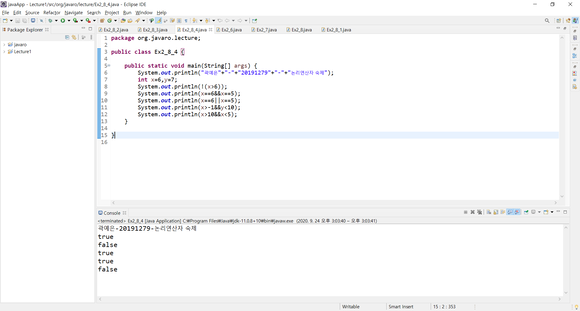 javaApp - Lecture1/src/org/javaro/lecture/Ex2_8_4.java - Eclipse IDE
File Edit Source Refactor Navigate Search Project Run Window Help
Package Explorer
javaro
Lecture1
Ex2_8_2.java Ex2_8_3.java Ex2_8_4.java Ex2_6.java Ex2_7.java Ex2_8.java Ex2_8_1.java
1 package org.javaro.lecture;
2
3 public class Ex2_8_4 {
4
5 public static void main(String[] args) {
6 System.out.println("곽예은"+"-"+"20191279"+"-"+"논리연산자 숙제");
7 int x=6,y=7;
8 System.out.println(!(x>6));
9 System.out.println(x==6&&x==5);
10 System.out.println(x==6||x==5);
11 System.out.println(x>-1&&y<10);
12 System.out.println(x>10&&x<5);
13 }
14
15 }
16
Console
<terminated> Ex2_8_4 [Java Application] C:#Program Files#Java#jdk-11.0.8+10#bin#javaw.exe (2020. 9. 24. 오후 3:03:40 – 오후 3:03:41)
곽예은-20191279-논리연산자 숙제
true
false
true
true
false
Writable Smart Insert 15 : 2 : 353